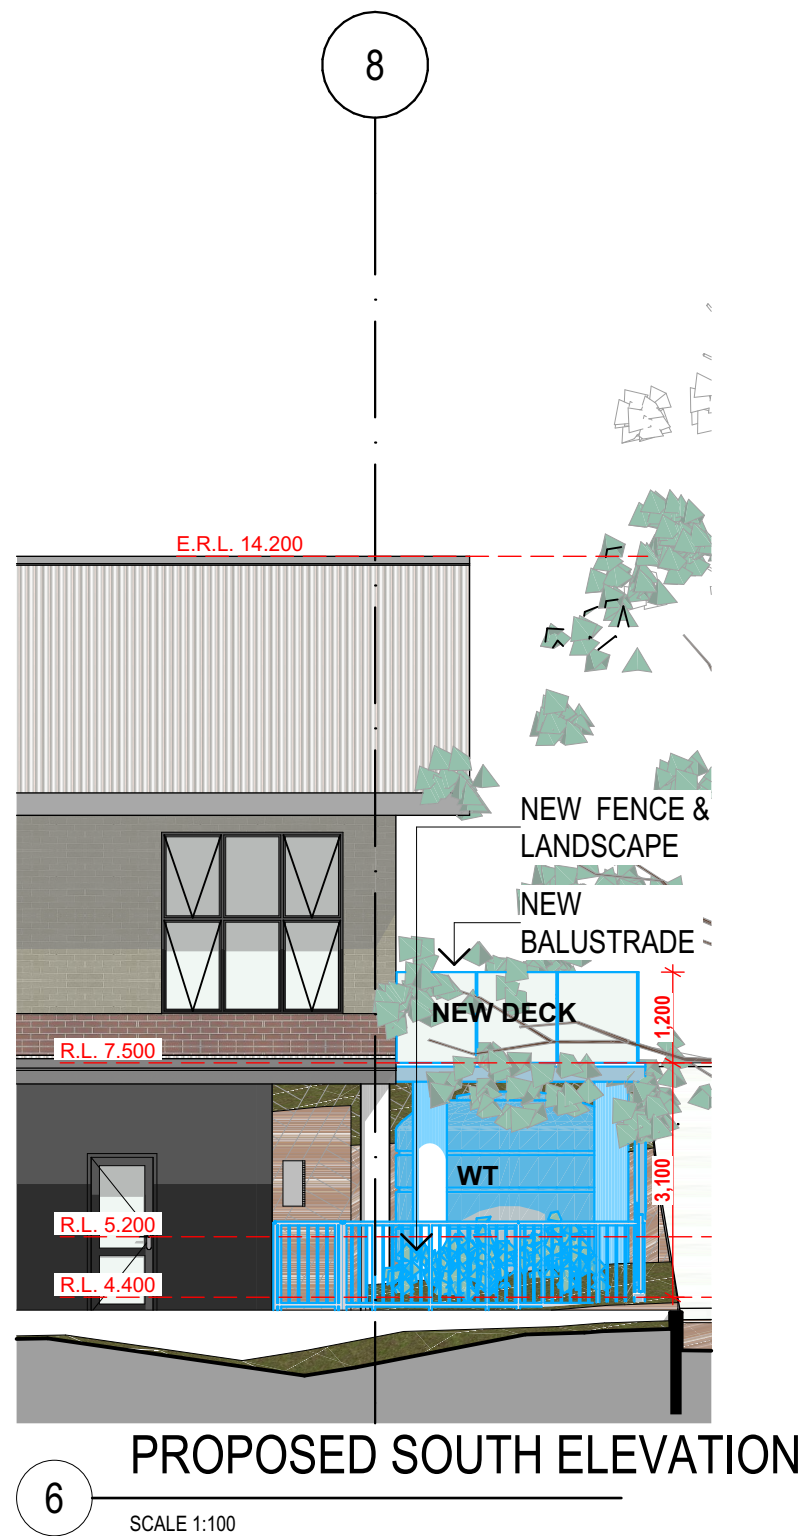 8
E.R.L. 14.200
NEW FENCE &
LANDSCAPE
NEW
BALUSTRADE
NEW DECK
1,200
R.L. 7.500
WT
3,100
R.L. 5.200
R.L. 4.400
PROPOSED SOUTH ELEVATION
6
SCALE 1:100